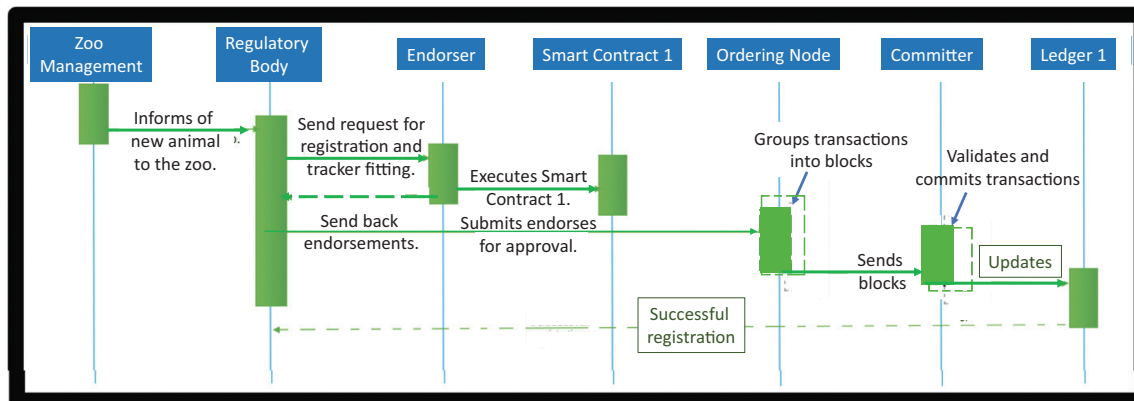 Zoo
Management
Regulatory
Body
Endorser
Smart Contract 1
Ordering Node
Committer
Ledger 1
Informs of
new animal
to the zoo.
Send request for
registration and
tracker fitting.
Executes Smart
Contract 1.
Groups transactions
into blocks
Validates and
commits transactions
Send back
endorsements.
Submits endorses
for approval.
Sends
blocks
Updates
Successful
registration